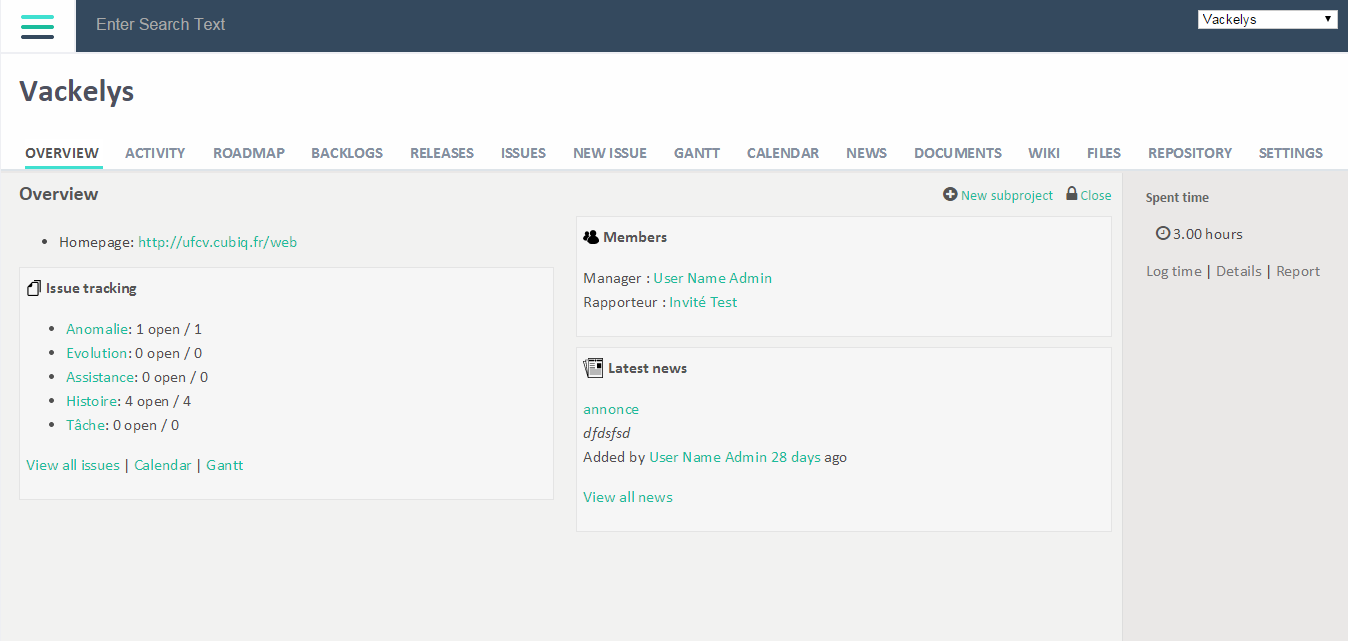 Enter Search Text
Vackelys
Vackelys
OVERVIEW ACTIVITY ROADMAP BACKLOGS RELEASES ISSUES NEW ISSUE GANTT CALENDAR NEWS DOCUMENTS WIKI FILES REPOSITORY SETTINGS
Overview
New subproject Close
• Homepage: http://ufcv.cubiq.fr/web
Issue tracking
• Anomalie: 1 open / 1
• Evolution: 0 open / 0
• Assistance: 0 open / 0
• Histoire: 4 open / 4
• Tâche: 0 open / 0
View all issues | Calendar | Gantt
Members
Manager : User Name Admin
Rapporteur : Invité Test
Latest news
annonce
dfdsfsd
Added by User Name Admin 28 days ago
View all news
Spent time
3.00 hours
Log time | Details | Report